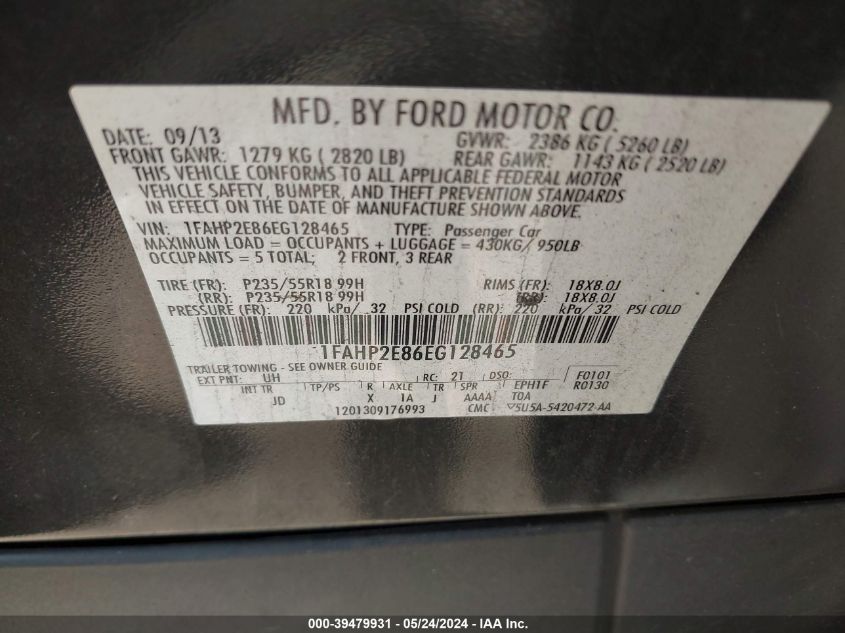 MFD. BY FORD MOTOR CO.
DATE: 09/13 GVWR: 2386 KG ( 5260 LB)
FRONT GAWR: 1279 KG ( 2820 LB) REAR GAWR: 1143 KG ( 2520 LB)
THIS VEHICLE CONFORMS TO ALL APPLICABLE FEDERAL MOTOR
VEHICLE SAFETY, BUMPER, AND THEFT PREVENTION STANDARDS
IN EFFECT ON THE DATE OF MANUFACTURE SHOWN ABOVE.
VIN: 1FAHP2E86EG128465 TYPE: Passenger Car
MAXIMUM LOAD = OCCUPANTS + LUGGAGE = 430KG/ 950LB
OCCUPANTS = 5 TOTAL; 2 FRONT, 3 REAR
TIRE (FR): P235/55R18 99H RIMS (FR): 18X8.0J
(RR): P235/55R18 99H (RR): 18X8.0J
PRESSURE (FR): 220 kPa/ 32 PSI COLD (RR): 220 kPa/ 32 PSI COLD
1FAHP2E86EG128465
TRAILER TOWING - SEE OWNER GUIDE
EXT PNT: UH RC: 21 DSO: F0101
INT TR TP/PS R AXLE TR SPR EPH1F R0130
JD X 1A J AAAA TOA
1201309176993 CMC ▽5U5A-5420472-AA
000-39479931 - 05/24/2024 - IAA, Inc.